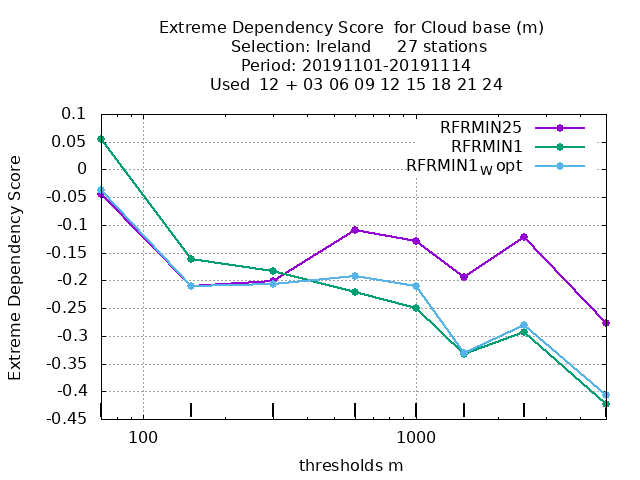 Extreme Dependency Score for Cloud base (m)
Selection: Ireland 27 stations
Period: 20191101-20191114
Used 12 + 03 06 09 12 15 18 21 24
RFRMIN25
RFRMIN1
RFRMIN1W opt
0.1
0.05
0
-0.05
-0.1
-0.15
-0.2
-0.25
-0.3
-0.35
-0.4
-0.45
Extreme Dependency Score
100 1000
thresholds m